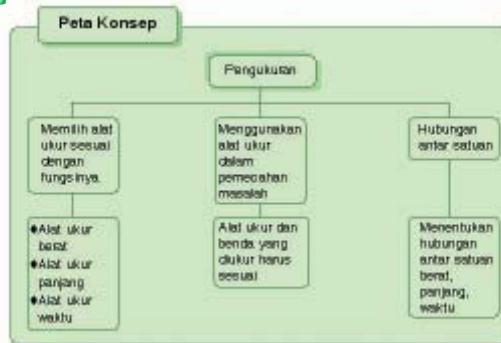 Peta Konsep
Pengukuran
Memilih alat
ukur sesuai
dengan
fungsinya.
♦Alat ukur
berat
♦Alat ukur
panjang
♦Alat ukur
waktu
Menggunakan
alat ukur
dalam
pemecahan
masalah
Alat ukur dan
benda yang
diukur harus
sesuai
Hubungan
antar satuan
Menentukan
hubungan
antar satuan
berat,
panjang,
waktu